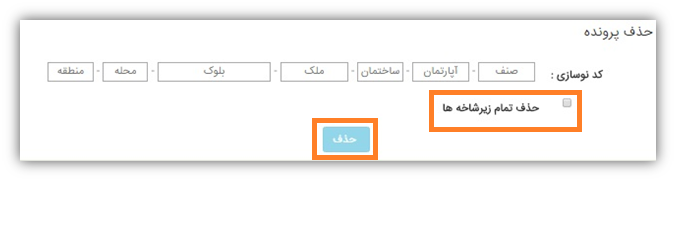 حذف پرونده
کد نوسازی : صنف - آپارتمان - ساختمان - ملک - بلوک - محله - منطقه
حذف تمام زیرشاخه ها
حذف